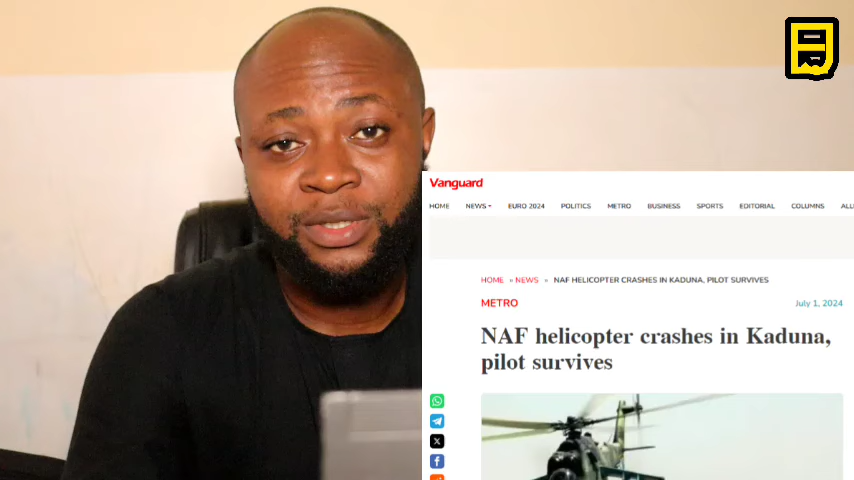 Vanguard
HOME NEWS EURO 2024 POLITICS METRO BUSINESS SPORTS EDITORIAL COLUMNS
HOME » NEWS » NAF HELICOPTER CRASHES IN KADUNA, PILOT SURVIVES
METRO July 1, 2024
NAF helicopter crashes in Kaduna,
pilot survives